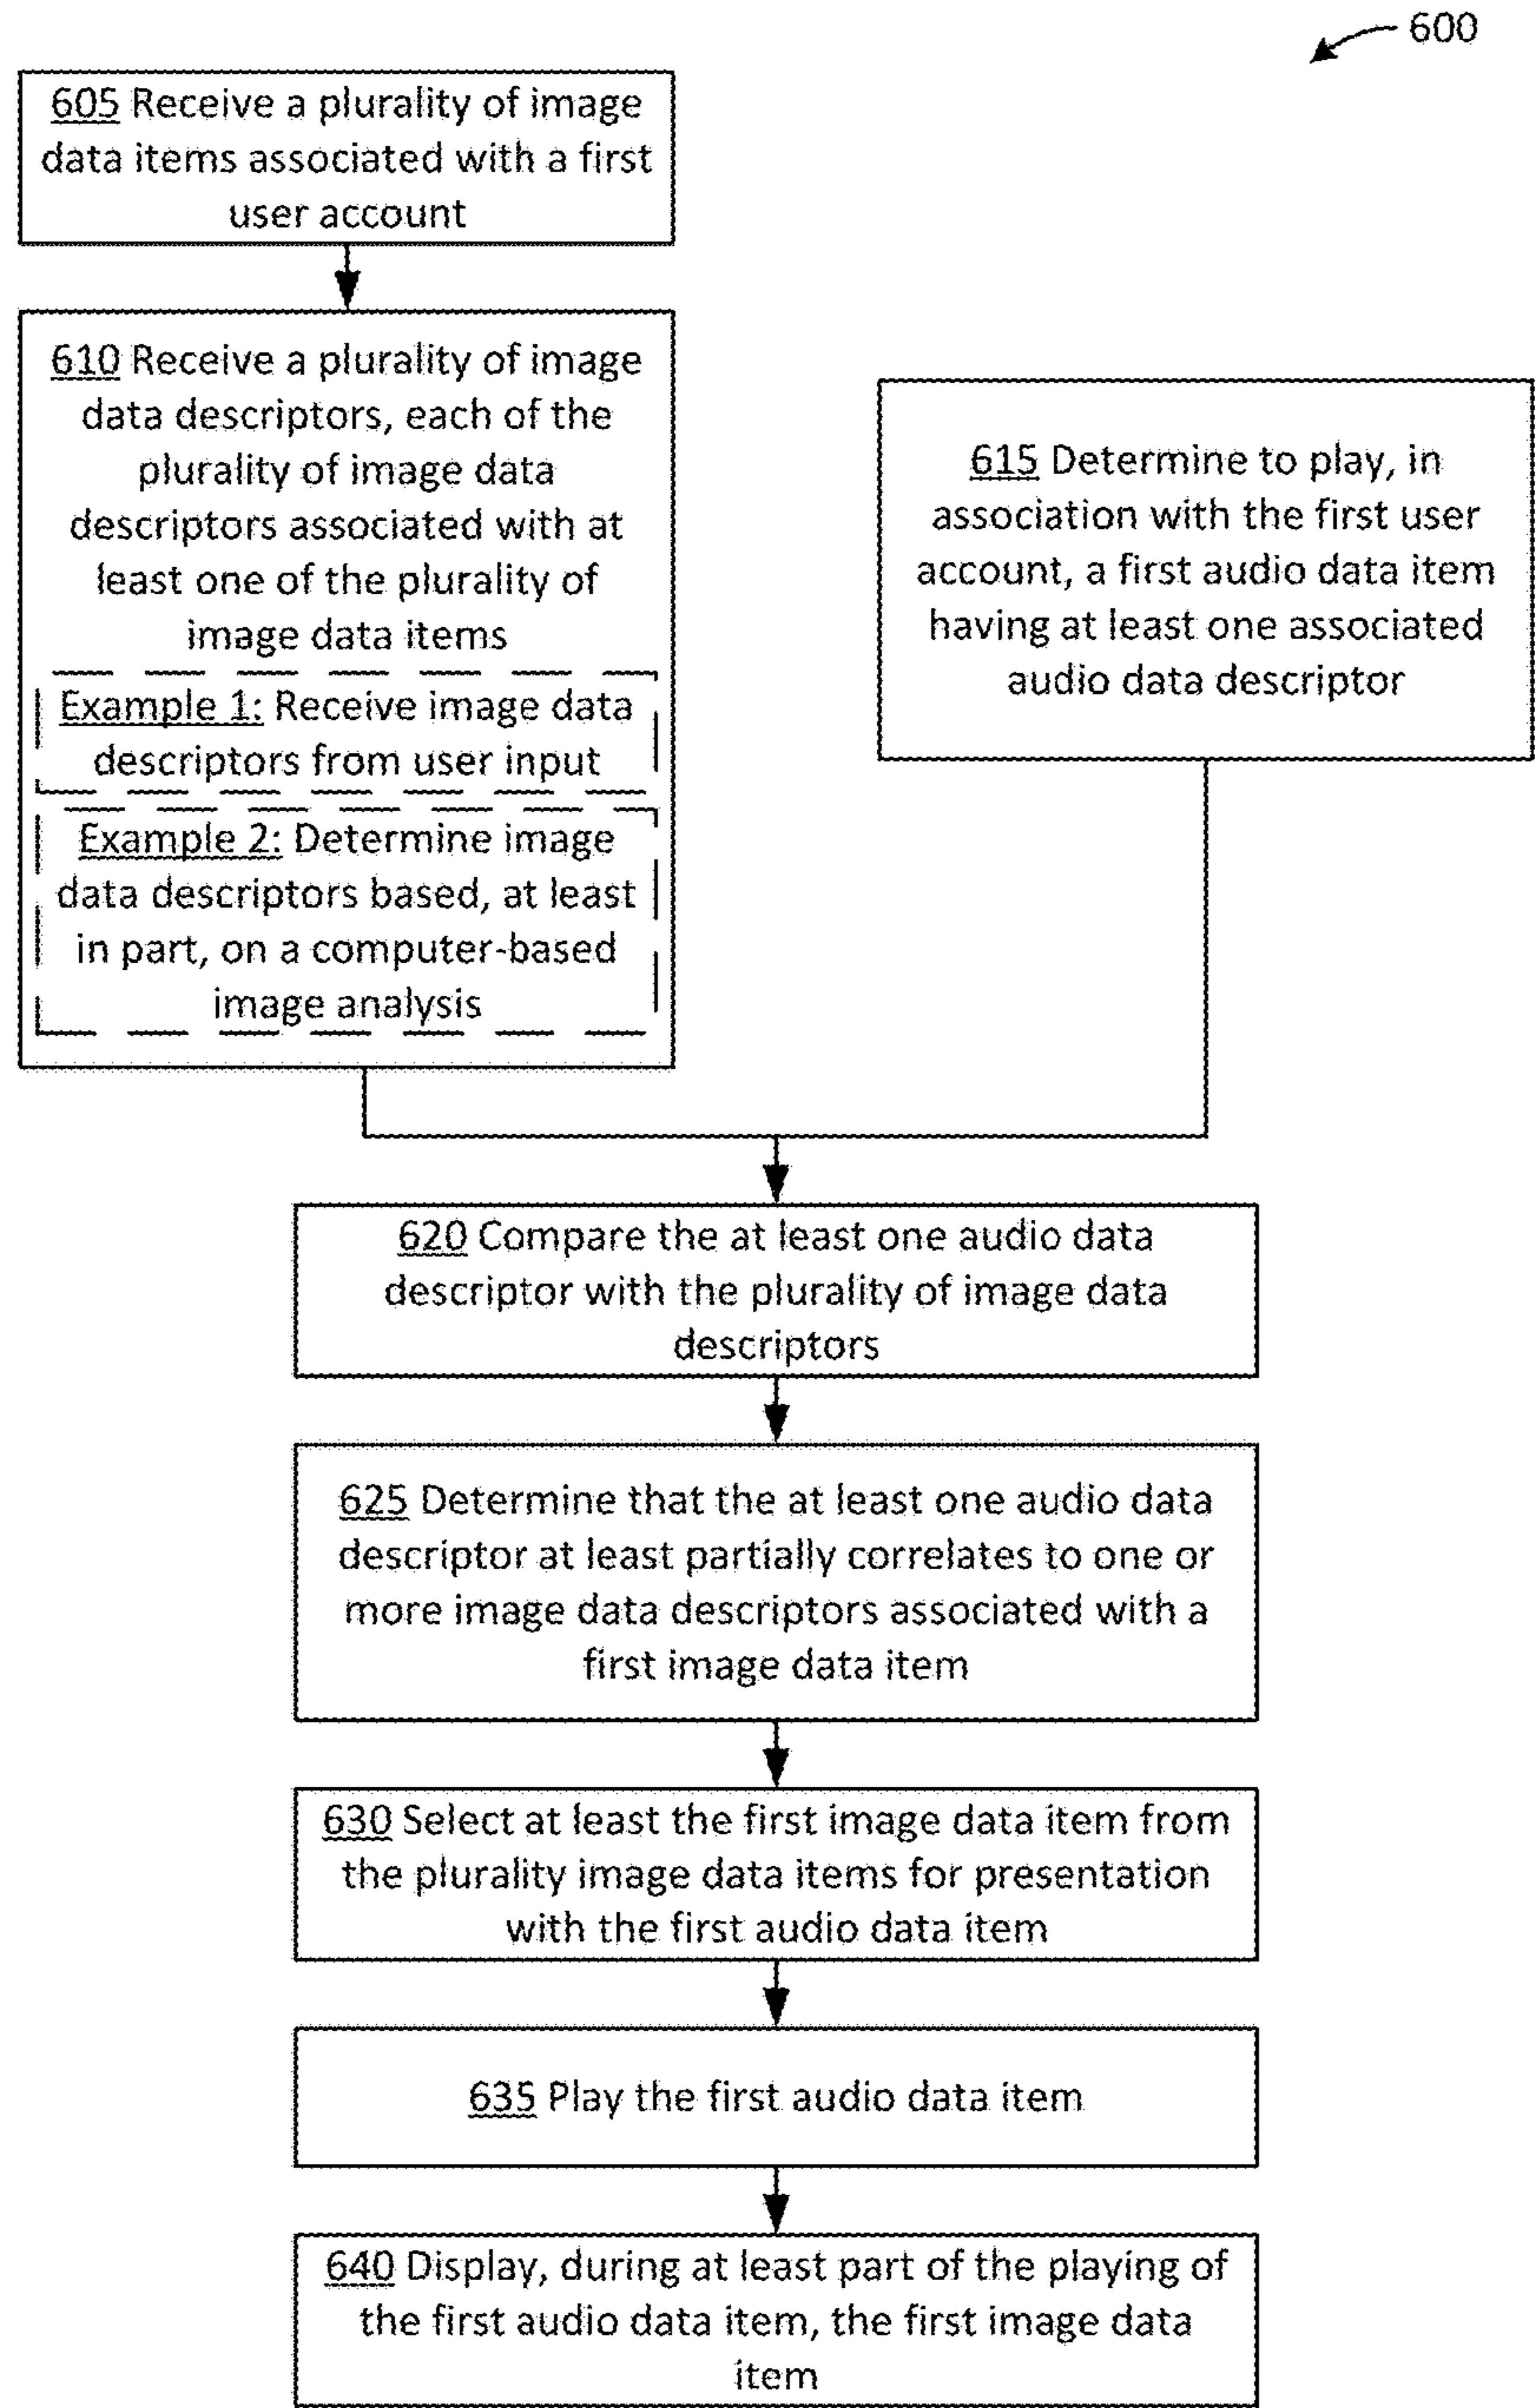 600
605 Receive a plurality of image
data items associated with a first
user account
610 Receive a plurality of image
data descriptors, each of the
plurality of image data
descriptors associated with at
least one of the plurality of
image data items
Example 1: Receive image data
descriptors from user input
Example 2: Determine image
data descriptors based, at least
in part, on a computer-based
image analysis
615 Determine to play, in
association with the first user
account, a first audio data item
having at least one associated
audio data descriptor
620 Compare the at least one audio data
descriptor with the plurality of image data
descriptors
625 Determine that the at least one audio data
descriptor at least partially correlates to one or
more image data descriptors associated with a
first image data item
630 Select at least the first image data item from
the plurality image data items for presentation
with the first audio data item
635 Play the first audio data item
640 Display, during at least part of the playing of
the first audio data item, the first image data
item